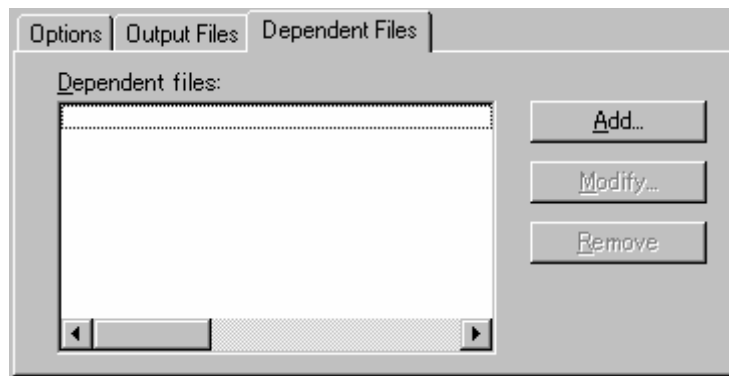 Options Output Files Dependent Files
Dependent files:
Add...
Modify...
Remove